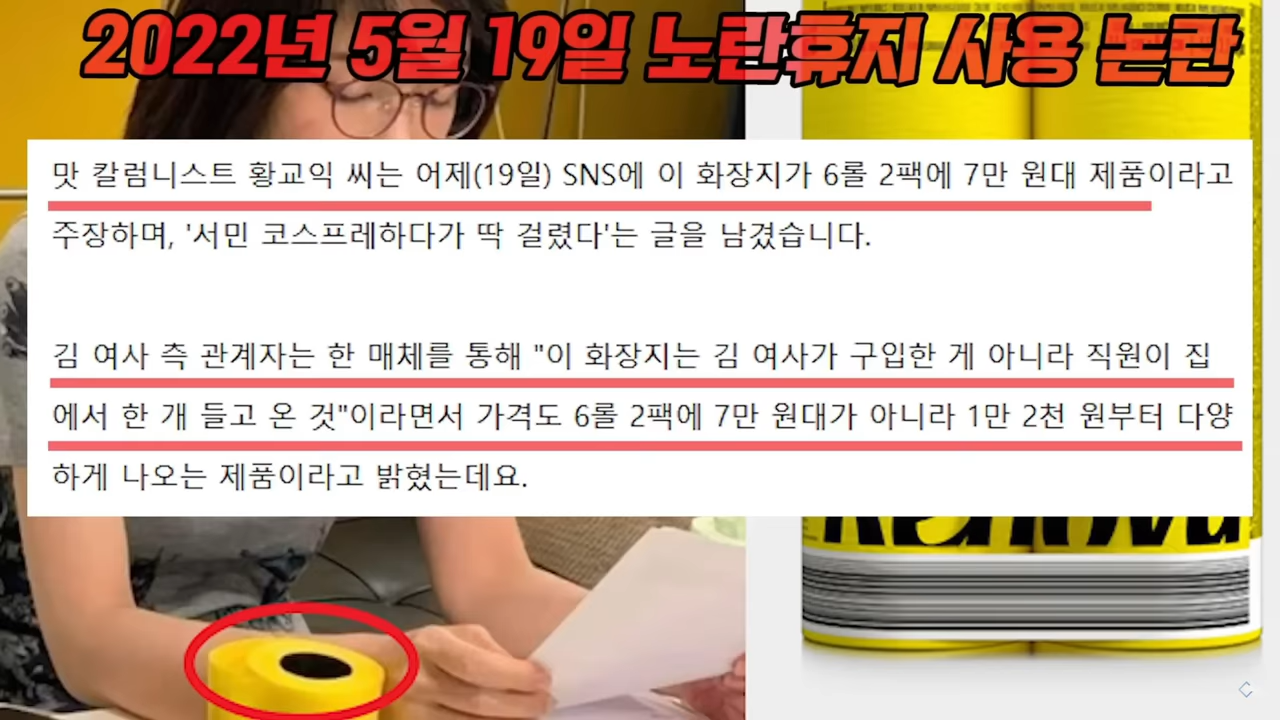 2022년 5월 19일 노란휴지 사용 논란
맛 칼럼니스트 황교익 씨는 어제(19일) SNS에 이 화장지가 6롤 2팩에 7만 원대 제품이라고
주장하며, '서민 코스프레하다가 딱 걸렸다'는 글을 남겼습니다.
김 여사 측 관계자는 한 매체를 통해 "이 화장지는 김 여사가 구입한 게 아니라 직원이 집
에서 한 개 들고 온 것"이라면서 가격도 6롤 2팩에 7만 원대가 아니라 1만 2천 원부터 다양
하게 나오는 제품이라고 밝혔는데요.